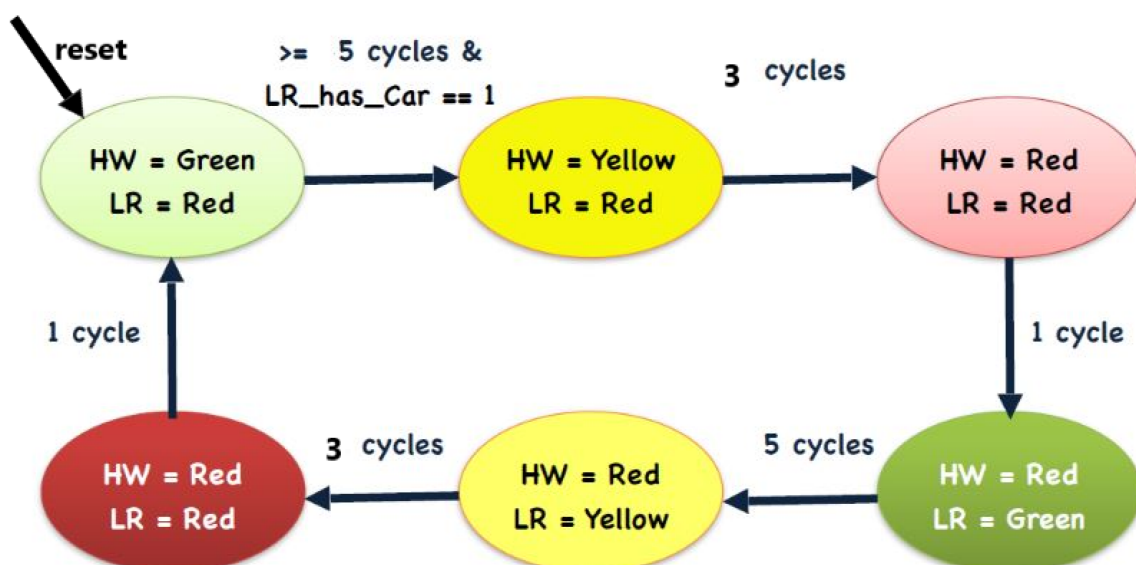 reset
>= 5 cycles &
LR_has_Car == 1
3 cycles
HW = Green
LR = Red
HW = Yellow
LR = Red
HW = Red
LR = Red
1 cycle
1 cycle
HW = Red
LR = Red
3 cycles
HW = Red
LR = Yellow
5 cycles
HW = Red
LR = Green